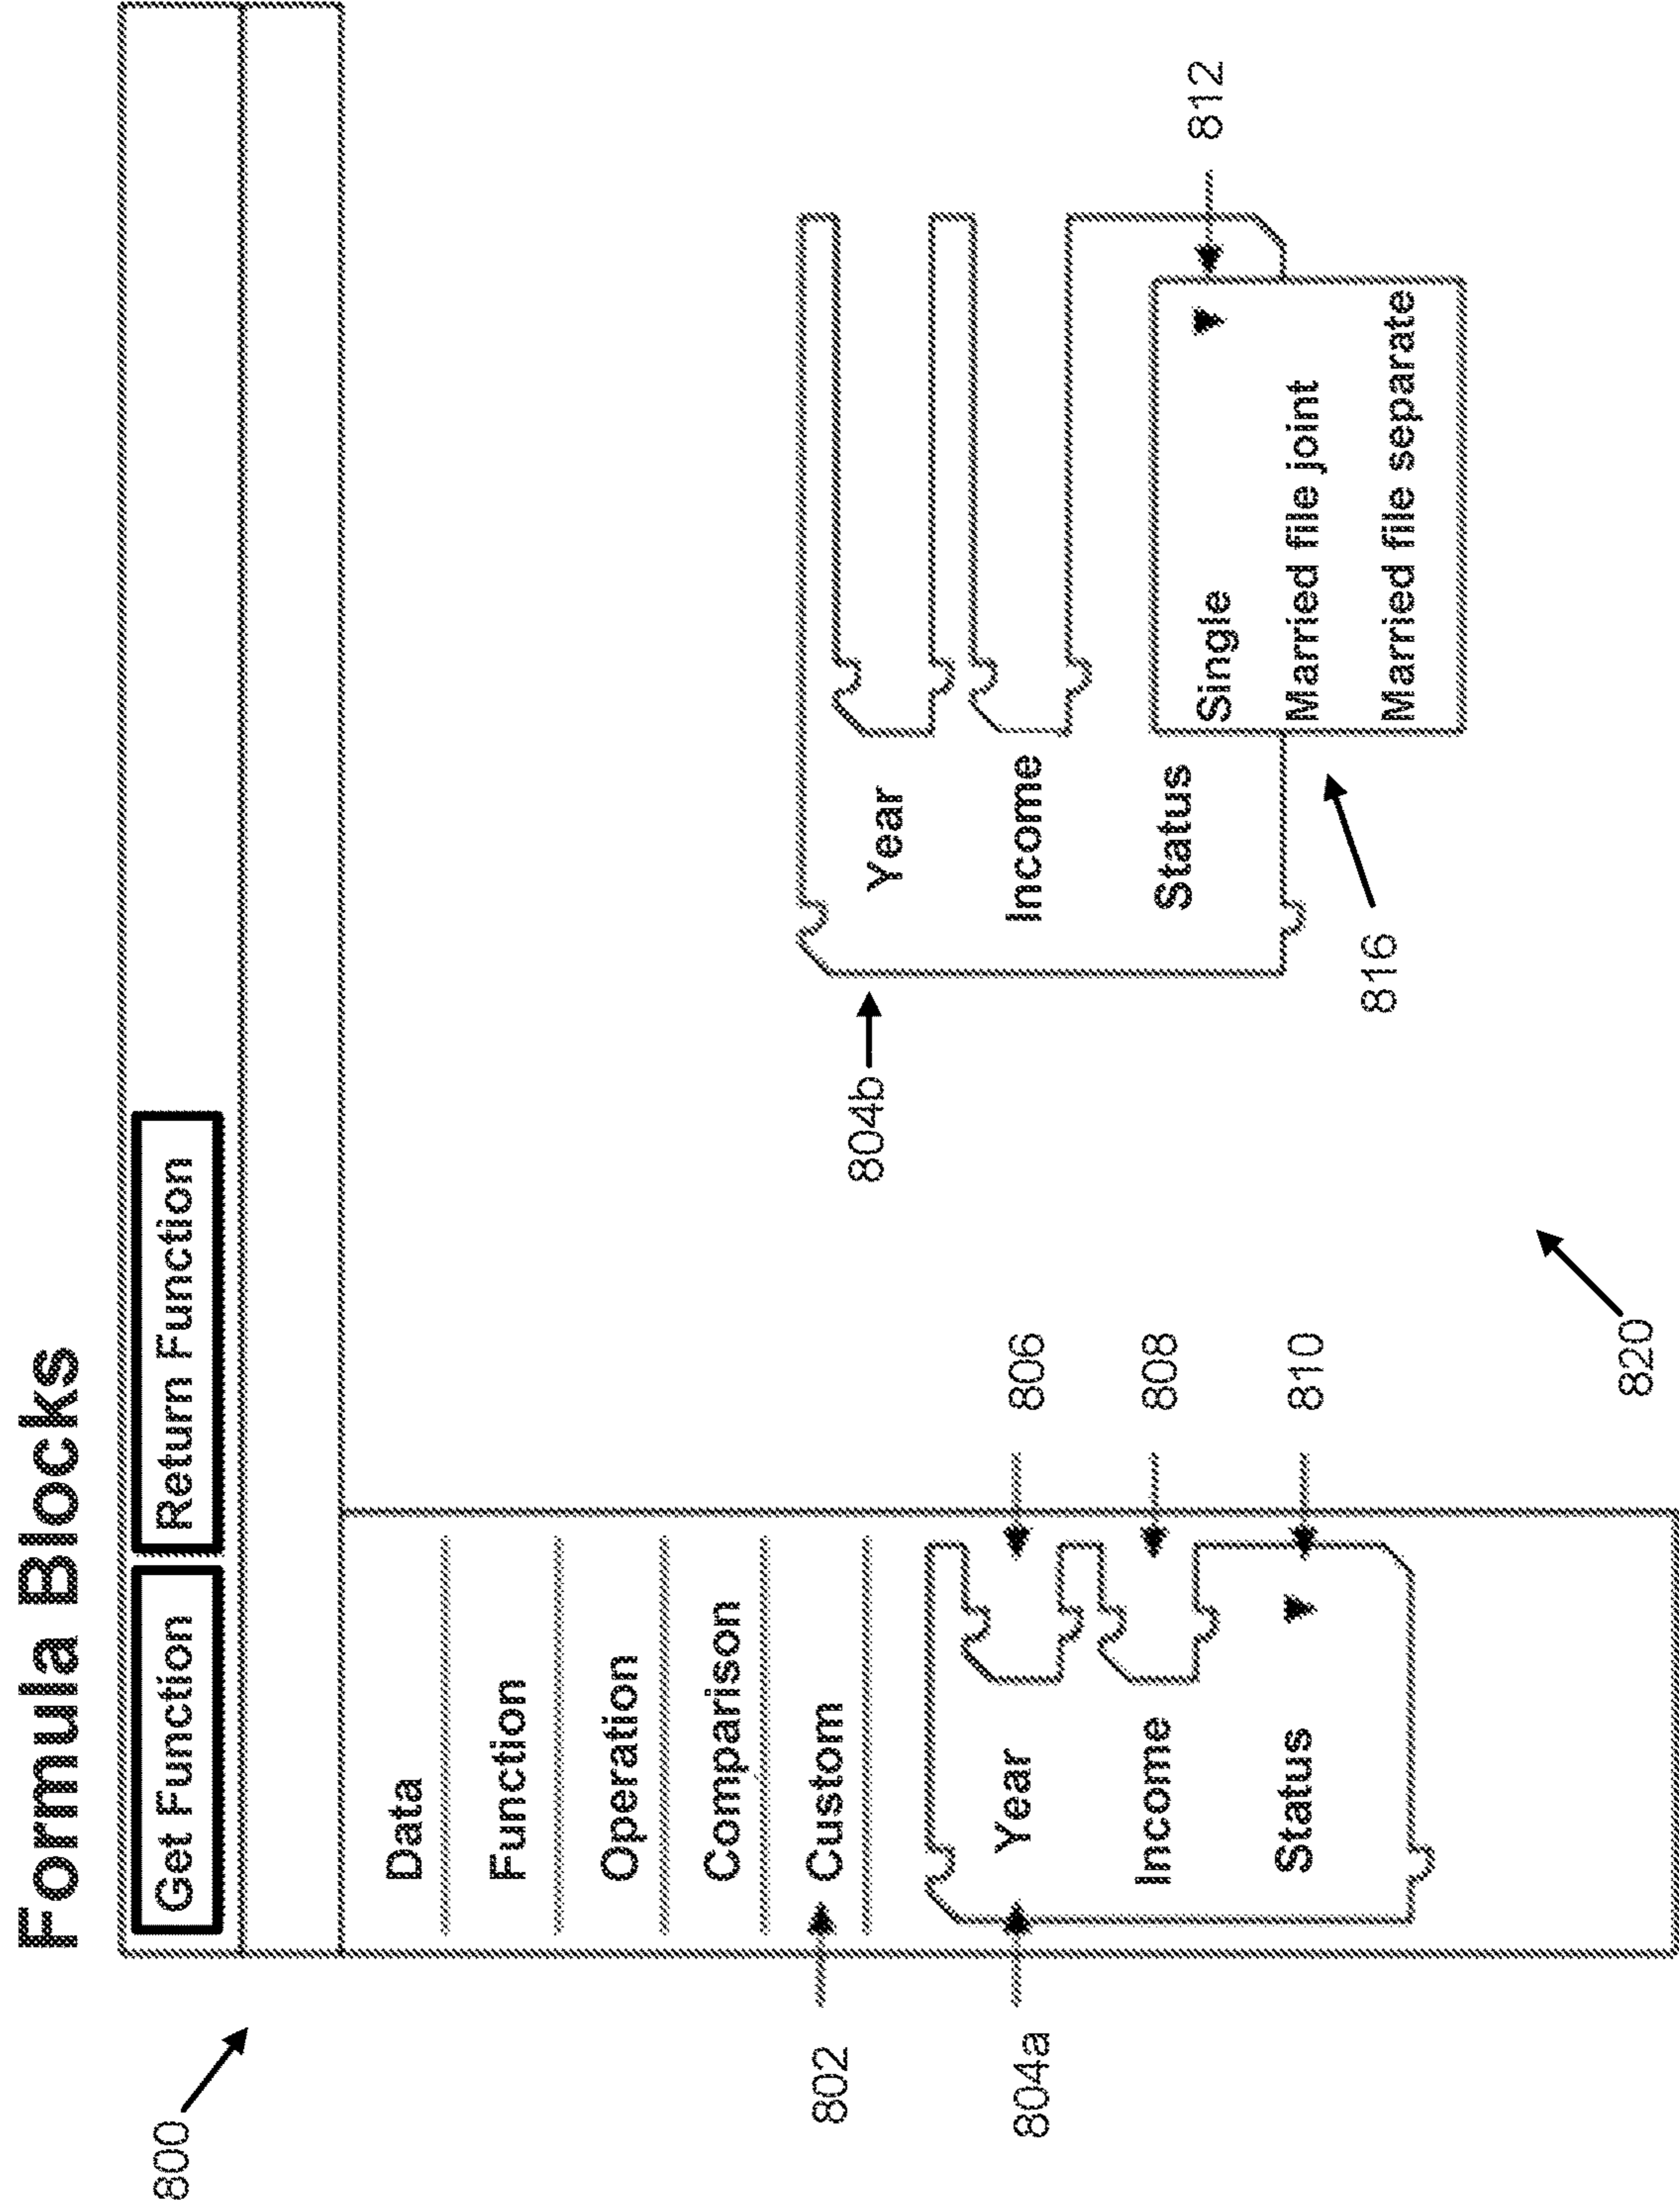 Formula Blocks
800
Get Function
Return Function
Data
Function
Operation
Comparison
802
Custom
804a
Year
806
Income
808
Status
810
804b
Year
Income
Status
812
Single
Married file joint
Married file separate
816
820